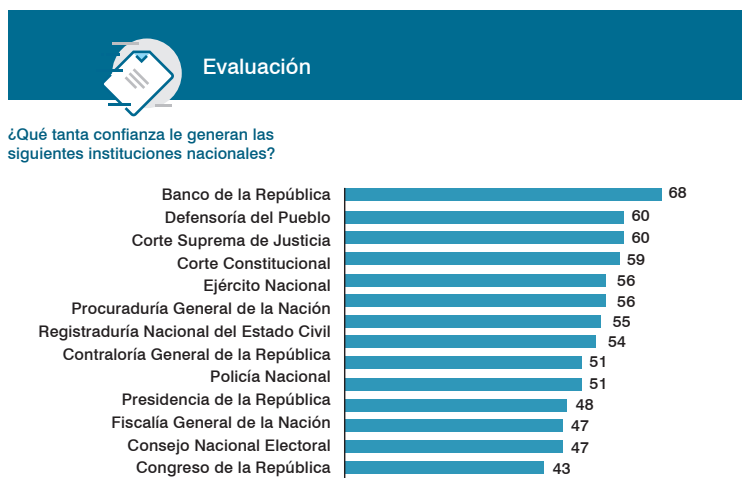 Evaluación
¿Qué tanta confianza le generan las
siguientes instituciones nacionales?
Banco de la República
Defensoría del Pueblo
Corte Suprema de Justicia
Corte Constitucional
Ejército Nacional
Procuraduría General de la Nación
Registraduría Nacional del Estado Civil
Contraloría General de la República
Policía Nacional
Presidencia de la República
Fiscalía General de la Nación
Consejo Nacional Electoral
Congreso de la República
68
60
60
59
56
56
55
54
51
51
48
47
47
43